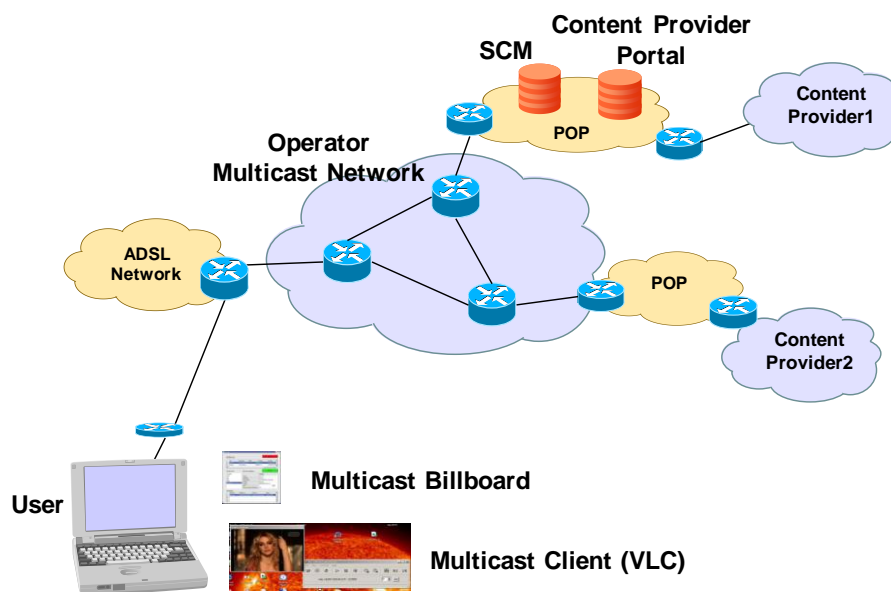 Content Provider
Portal
SCM
Content
Provider1
POP
Operator
Multicast Network
ADSL
Network
POP
Content
Provider2
Multicast Billboard
User
Multicast Client (VLC)